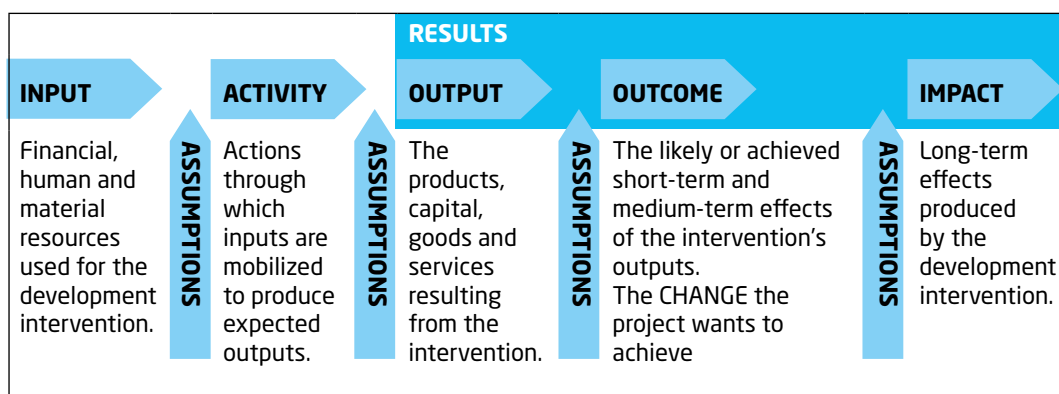 RESULTS
INPUT
ACTIVITY
OUTPUT
OUTCOME
IMPACT
Financial,
human and
material
resources
used for the
development
intervention.
ASSUMPTIONS
Actions
through
which
inputs are
mobilized
to produce
expected
outputs.
ASSUMPTIONS
The
products,
capital,
goods and
services
resulting
from the
intervention.
ASSUMPTIONS
The likely or achieved
short-term and
medium-term effects
of the intervention's
outputs.
The CHANGE the
project wants to
achieve
ASSUMPTIONS
Long-term
effects
produced
by the
development
intervention.